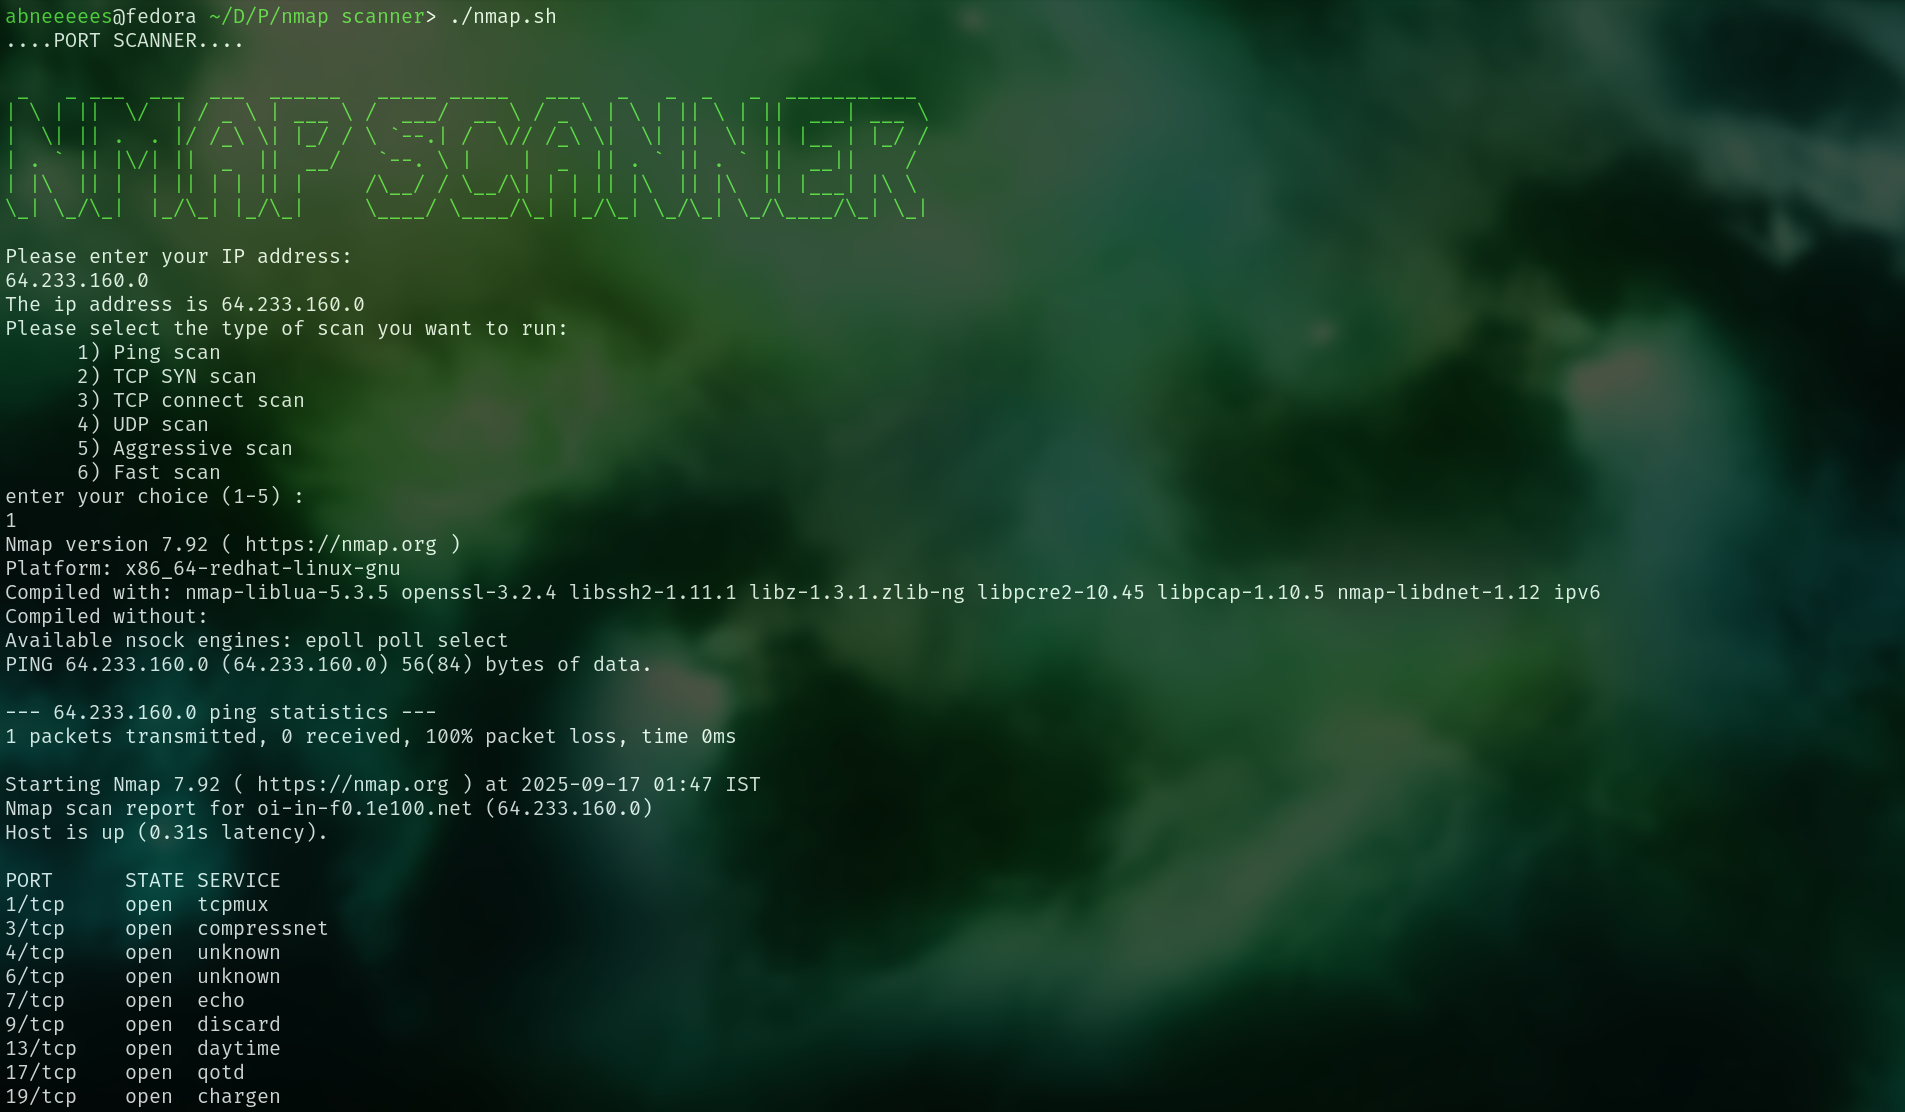 abneeeees@fedora ~/D/P/nmap scanner> ./nmap.sh
....PORT SCANNER....
NMAP SCANNER
Please enter your IP address:
64.233.160.0
The ip address is 64.233.160.0
Please select the type of scan you want to run:
      1) Ping scan
      2) TCP SYN scan
      3) TCP connect scan
      4) UDP scan
      5) Aggressive scan
      6) Fast scan
enter your choice (1-5) :
1
Nmap version 7.92 ( https://nmap.org )
Platform: x86_64-redhat-linux-gnu
Compiled with: nmap-liblua-5.3.5 openssl-3.2.4 libssh2-1.11.1 libz-1.3.1.zlib-ng libpcre2-10.45 libpcap-1.10.5 nmap-libdnet-1.12 ipv6
Compiled without:
Available nsock engines: epoll poll select
PING 64.233.160.0 (64.233.160.0) 56(84) bytes of data.
--- 64.233.160.0 ping statistics ---
1 packets transmitted, 0 received, 100% packet loss, time 0ms
Starting Nmap 7.92 ( https://nmap.org ) at 2025-09-17 01:47 IST
Nmap scan report for oi-in-f0.1e100.net (64.233.160.0)
Host is up (0.31s latency).
PORT      STATE SERVICE
1/tcp     open  tcpmux
3/tcp     open  compressnet
4/tcp     open  unknown
6/tcp     open  unknown
7/tcp     open  echo
9/tcp     open  discard
13/tcp    open  daytime
17/tcp    open  qotd
19/tcp    open  chargen